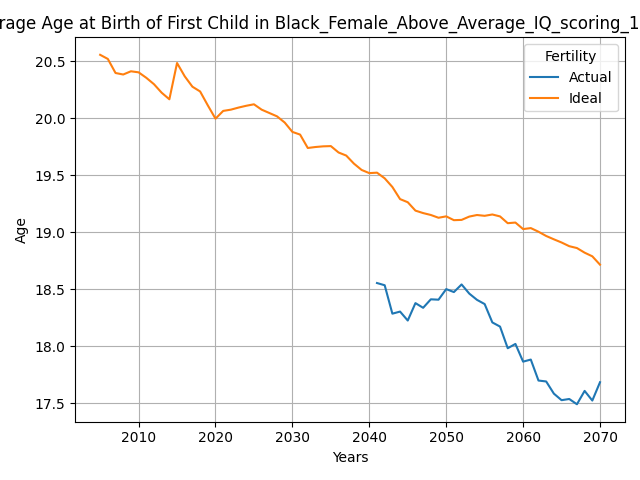 rage Age at Birth of First Child in Black_Female_Above_Average_IQ_scoring_1
Fertility
Actual
Ideal
20.5
20.0
19.5
19.0
18.5
18.0
17.5
Age
2010 2020 2030 2040 2050 2060 2070
Years